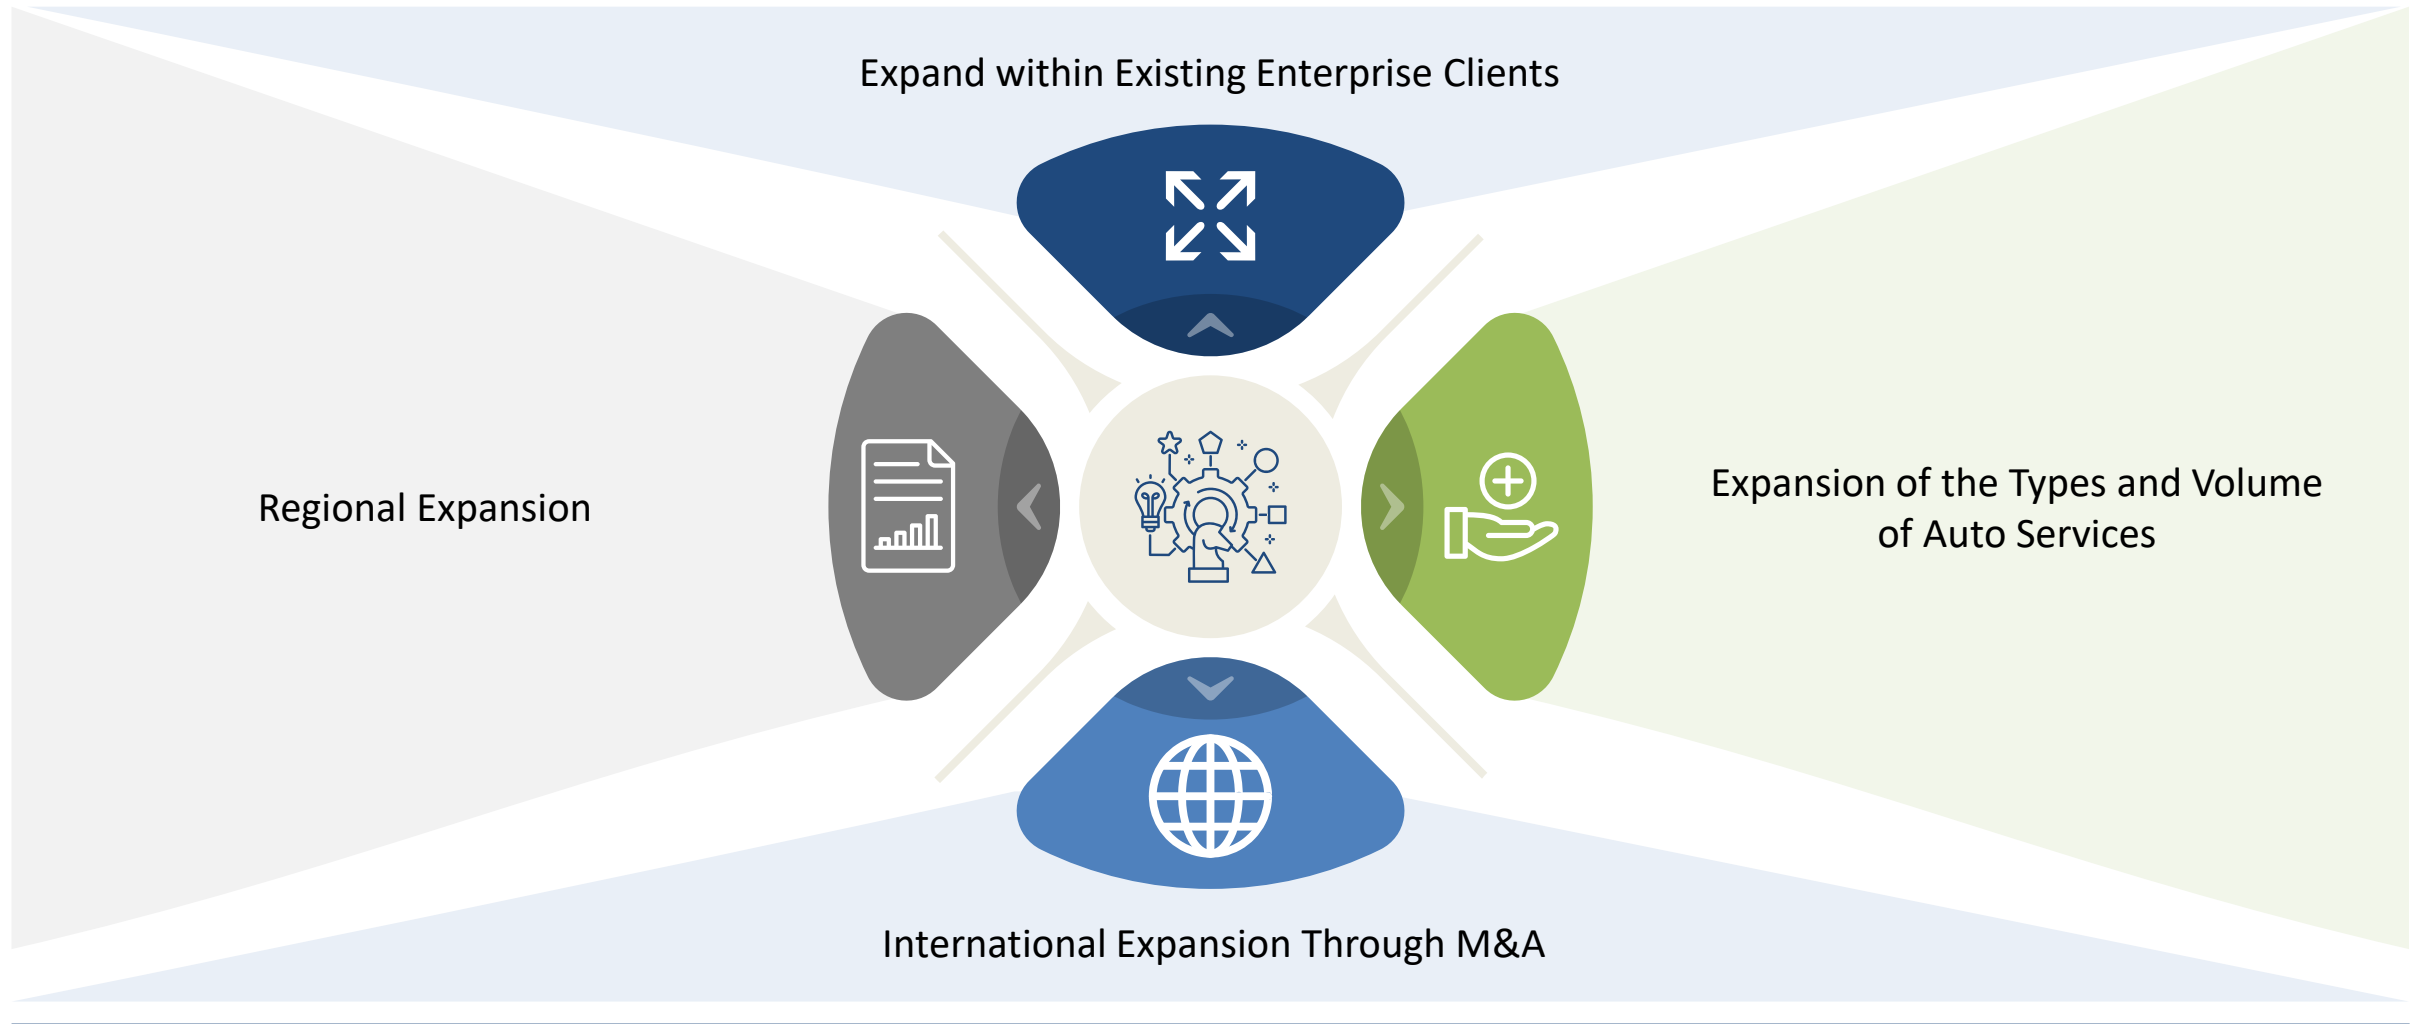 Expand within Existing Enterprise Clients
Regional Expansion
Expansion of the Types and Volume
of Auto Services
International Expansion Through M&A